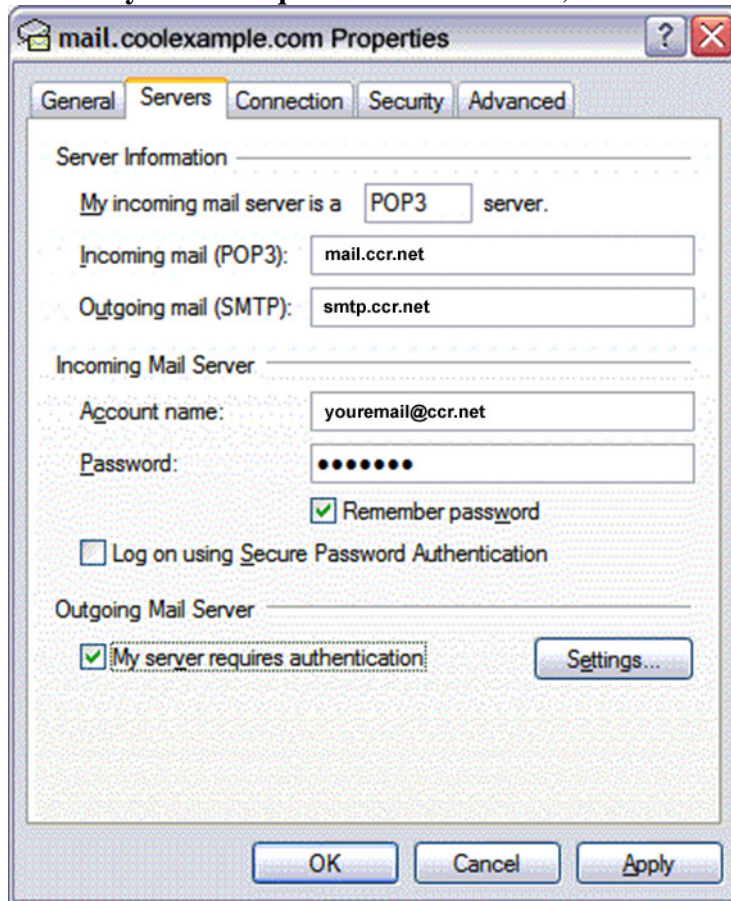 mail.coolexample.com Properties
General Servers Connection Security Advanced
Server Information
My incoming mail server is a POP3 server.
Incoming mail (POP3): mail.ccr.net
Outgoing mail (SMTP): smtp.ccr.net
Incoming Mail Server
Account name: youremail@ccr.net
Password: •••••••
Remember password
Log on using Secure Password Authentication
Outgoing Mail Server
My server requires authentication Settings...
OK Cancel Apply